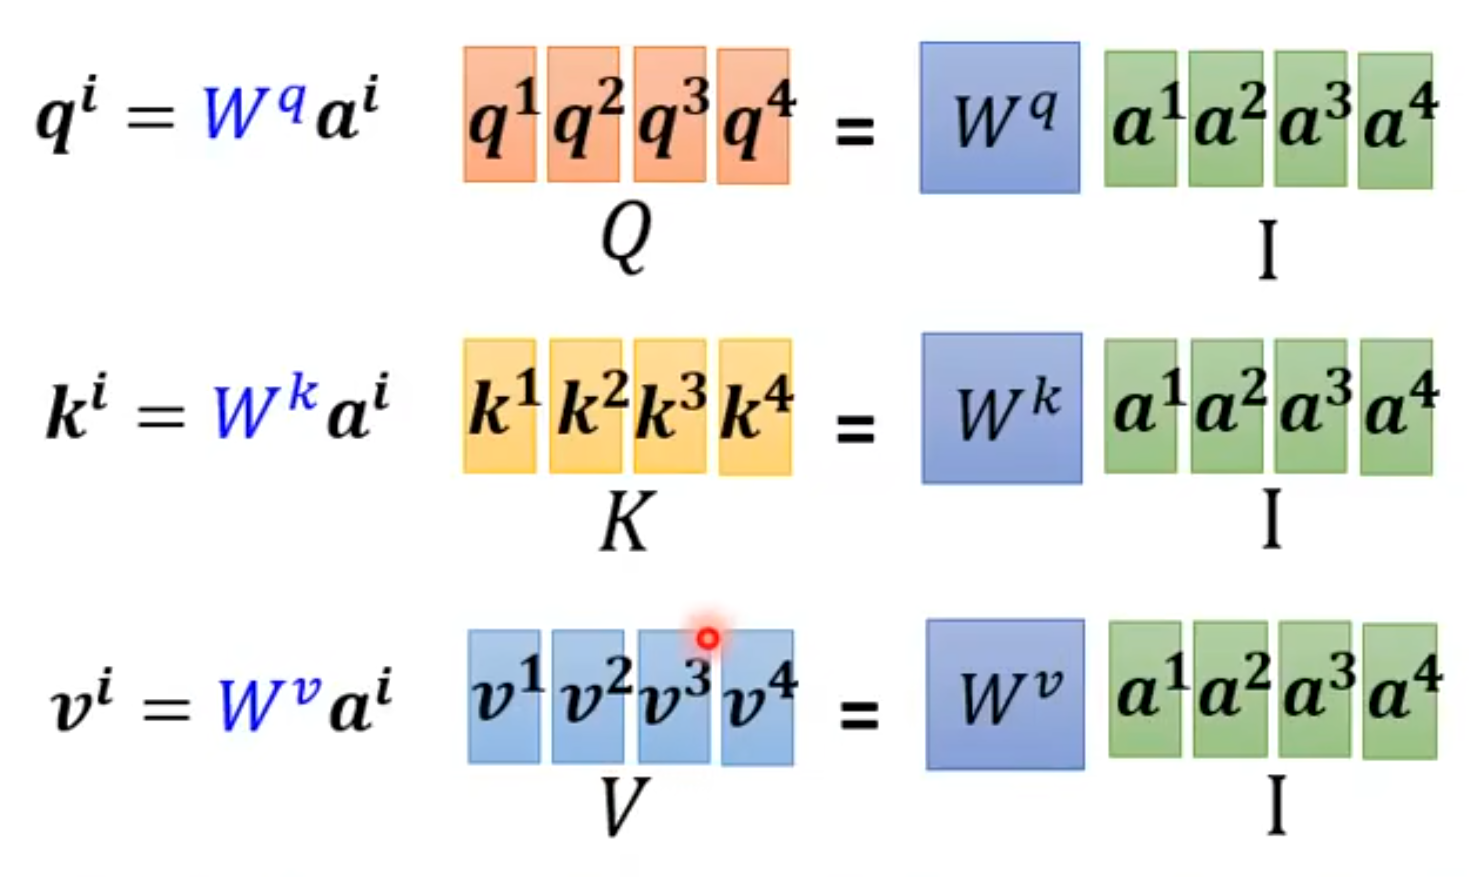 qⁱ = W^q aⁱ q¹ q² q³ q⁴ = W^q a¹ a² a³ a⁴
Q I
kⁱ = W^k aⁱ k¹ k² k³ k⁴ = W^k a¹ a² a³ a⁴
K I
vⁱ = W^v aⁱ v¹ v² v³ v⁴ = W^v a¹ a² a³ a⁴
V I